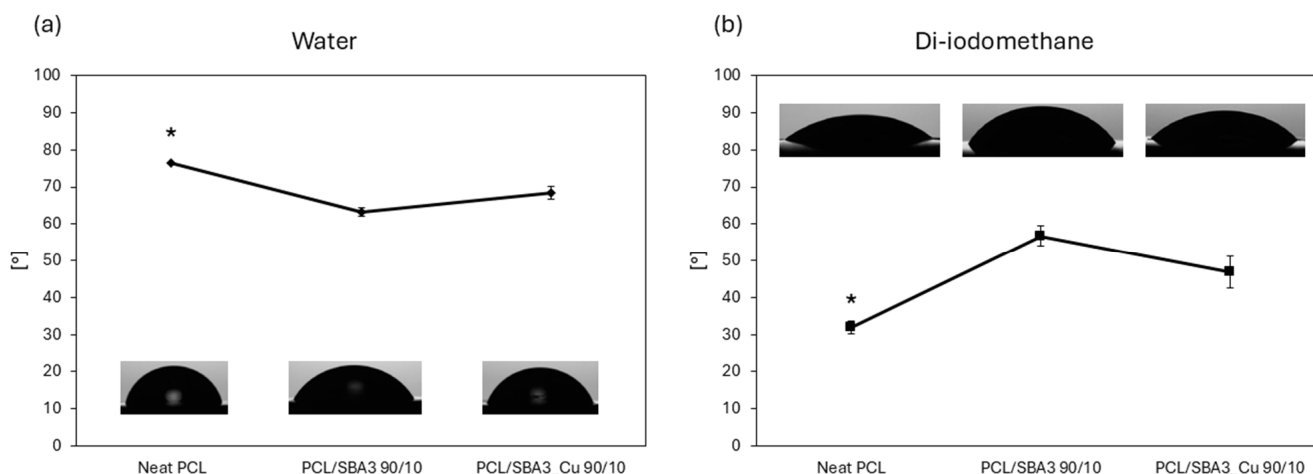 (a)
Water
100
90
80
70
60
50
40
30
20
10
0
[°]
*
Neat PCL
PCL/SBA3 90/10
PCL/SBA3 Cu 90/10
(b)
Di-iodomethane
100
90
80
70
60
50
40
30
20
10
0
[°]
*
Neat PCL
PCL/SBA3 90/10
PCL/SBA3 Cu 90/10